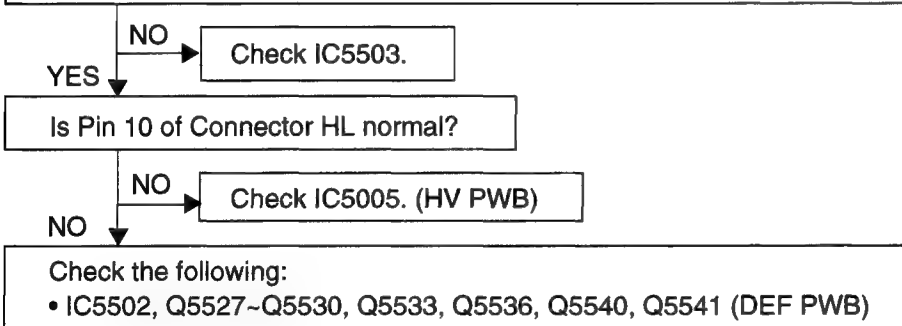 NO
Check IC5503.
YES
Is Pin 10 of Connector HL normal?
NO
Check IC5005. (HV PWB)
NO
Check the following:
• IC5502, Q5527~Q5530, Q5533, Q5536, Q5540, Q5541 (DEF PWB)